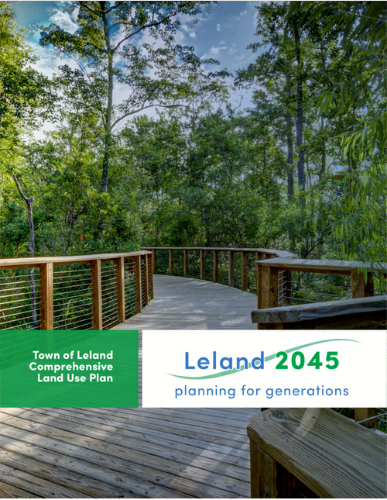 Town of Leland
Comprehensive
Land Use Plan
Leland 2045
planning for generations